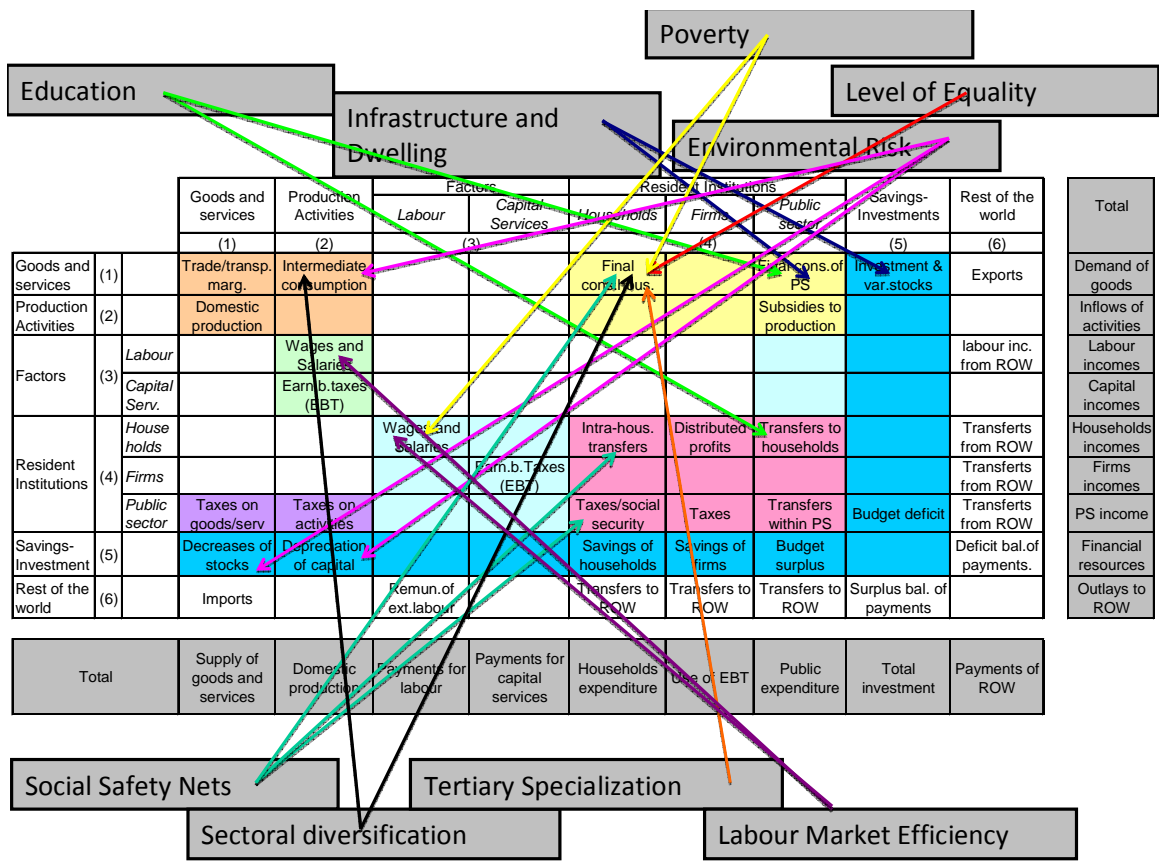 Poverty
Education
Level of Equality
Infrastructure and
Dwelling
Environmental Risk
Goods and services
Production Activities
Factors
Labour
Capital Services
Resident Institutions
Households
Firms
Public sector
Savings-Investments
Rest of the world
Total
(1)
(2)
(3)
(4)
(5)
(6)
Goods and services
(1)
Trade/transp. marg.
Intermediate consumption
Final cons.hous.
Final cons.of PS
Investment & var.stocks
Exports
Demand of goods
Production Activities
(2)
Domestic production
Subsidies to production
Inflows of activities
Factors
(3)
Labour
Wages and Salaries
labour inc. from ROW
Labour incomes
Capital Serv.
Earn.b.taxes (EBT)
Capital incomes
Resident Institutions
(4)
House holds
Wages and Salaries
Intra-hous. transfers
Distributed profits
Transfers to households
Transferts from ROW
Households incomes
Firms
Earn.b.Taxes (EBT)
Transferts from ROW
Firms incomes
Public sector
Taxes on goods/serv
Taxes on activities
Taxes/social security
Taxes
Transfers within PS
Budget deficit
Transferts from ROW
PS income
Savings-Investment
(5)
Decreases of stocks
Depreciation of capital
Savings of households
Savings of firms
Budget surplus
Deficit bal.of payments.
Financial resources
Rest of the world
(6)
Imports
Remun.of ext.labour
Transfers to ROW
Transfers to ROW
Transfers to ROW
Surplus bal. of payments
Outlays to ROW
Total
Supply of goods and services
Domestic production
Payments for labour
Payments for capital services
Households expenditure
Use of EBT
Public expenditure
Total investment
Payments of ROW
Social Safety Nets
Tertiary Specialization
Sectoral diversification
Labour Market Efficiency